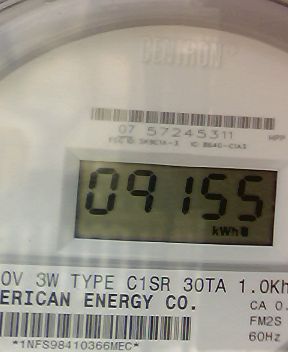 CENTRON
07 57245311
09155
kWh
0V 3W TYPE C1SR 30TA 1.0Kh
ERICAN ENERGY CO.
CA 0.
FM2S
60Hz
*1NFS98410366MEC*